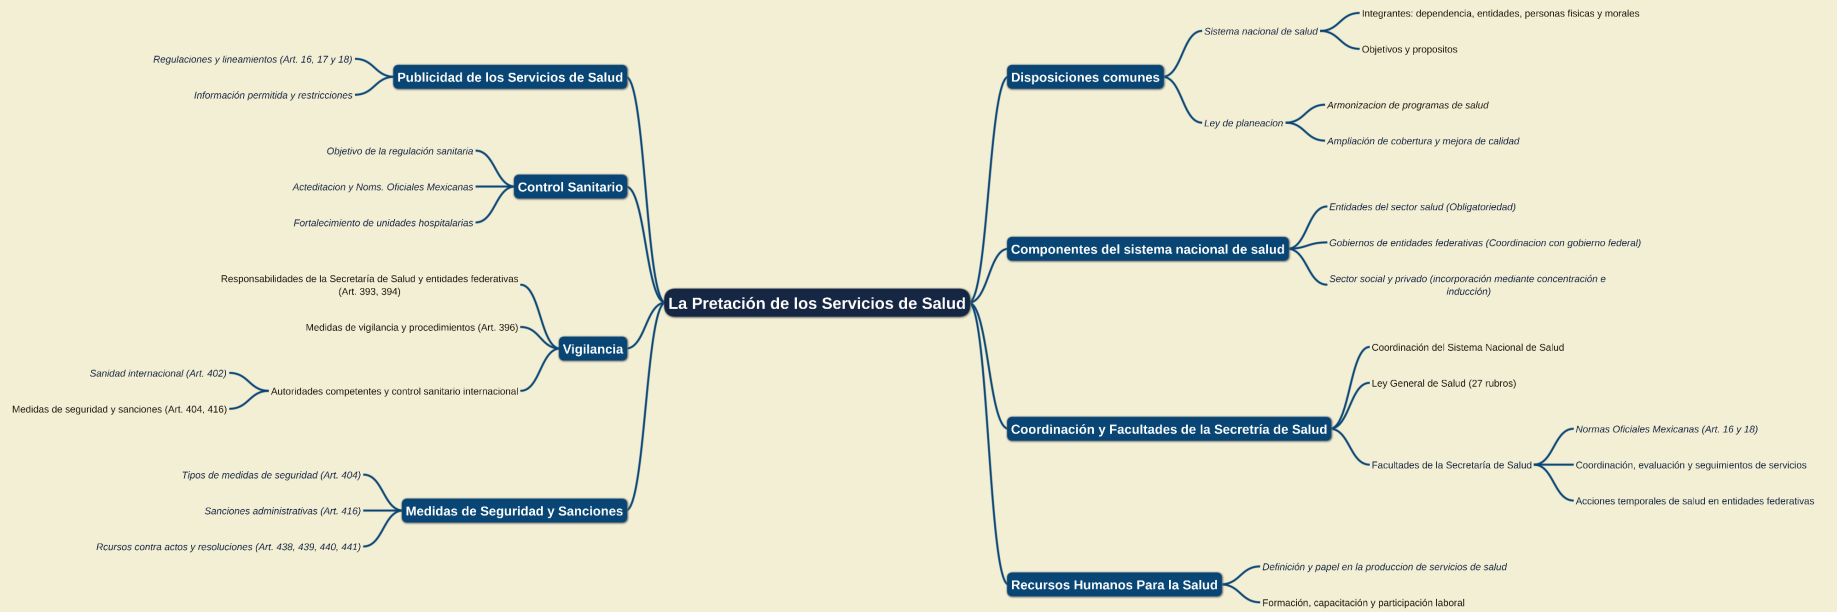 La Pretación de los Servicios de Salud
Publicidad de los Servicios de Salud
Regulaciones y lineamientos (Art. 16, 17 y 18)
Información permitida y restricciones
Control Sanitario
Objetivo de la regulación sanitaria
Acteditacion y Noms. Oficiales Mexicanas
Fortalecimiento de unidades hospitalarias
Vigilancia
Responsabilidades de la Secretaría de Salud y entidades federativas
(Art. 393, 394)
Medidas de vigilancia y procedimientos (Art. 396)
Autoridades competentes y control sanitario internacional
Sanidad internacional (Art. 402)
Medidas de seguridad y sanciones (Art. 404, 416)
Medidas de Seguridad y Sanciones
Tipos de medidas de seguridad (Art. 404)
Sanciones administrativas (Art. 416)
Rcursos contra actos y resoluciones (Art. 438, 439, 440, 441)
Disposiciones comunes
Sistema nacional de salud
Integrantes: dependencia, entidades, personas fisicas y morales
Objetivos y propositos
Ley de planeacion
Armonizacion de programas de salud
Ampliación de cobertura y mejora de calidad
Componentes del sistema nacional de salud
Entidades del sector salud (Obligatoriedad)
Gobiernos de entidades federativas (Coordinacion con gobierno federal)
Sector social y privado (incorporación mediante concentración e
inducción)
Coordinación y Facultades de la Secretría de Salud
Coordinación del Sistema Nacional de Salud
Ley General de Salud (27 rubros)
Facultades de la Secretaría de Salud
Normas Oficiales Mexicanas (Art. 16 y 18)
Coordinación, evaluación y seguimientos de servicios
Acciones temporales de salud en entidades federativas
Recursos Humanos Para la Salud
Definición y papel en la produccion de servicios de salud
Formación, capacitación y participación laboral